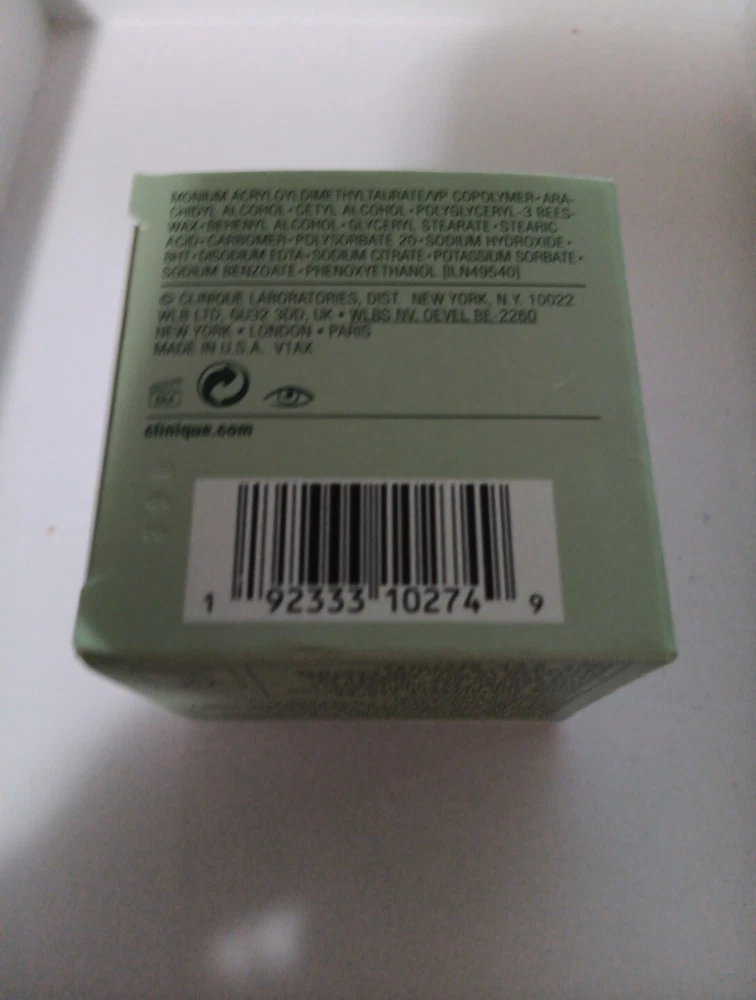 MONIUM ACRYLOYLDIMETHYLTAURATE/VP COPOLYMER • ARA-
CHIDYL ALCOHOL • CETYL ALCOHOL • POLYGLYCERYL-3 BEES-
WAX • BEHENYL ALCOHOL • GLYCERYL STEARATE • STEARIC
ACID • CARBOMER • POLYSORBATE 20 • SODIUM HYDROXIDE •
BHT • DISODIUM EDTA • SODIUM CITRATE • POTASSIUM SORBATE •
SODIUM BENZOATE • PHENOXYETHANOL [ILN49540]
© CLINIQUE LABORATORIES, DIST. NEW YORK, N.Y. 10022
WLB LTD, GU32 3DD, UK • WLBS NV. OEVEL BE-2260
NEW YORK • LONDON • PARIS
MADE IN U.S.A. V1AX
clinique.com
1 92333 10274 9